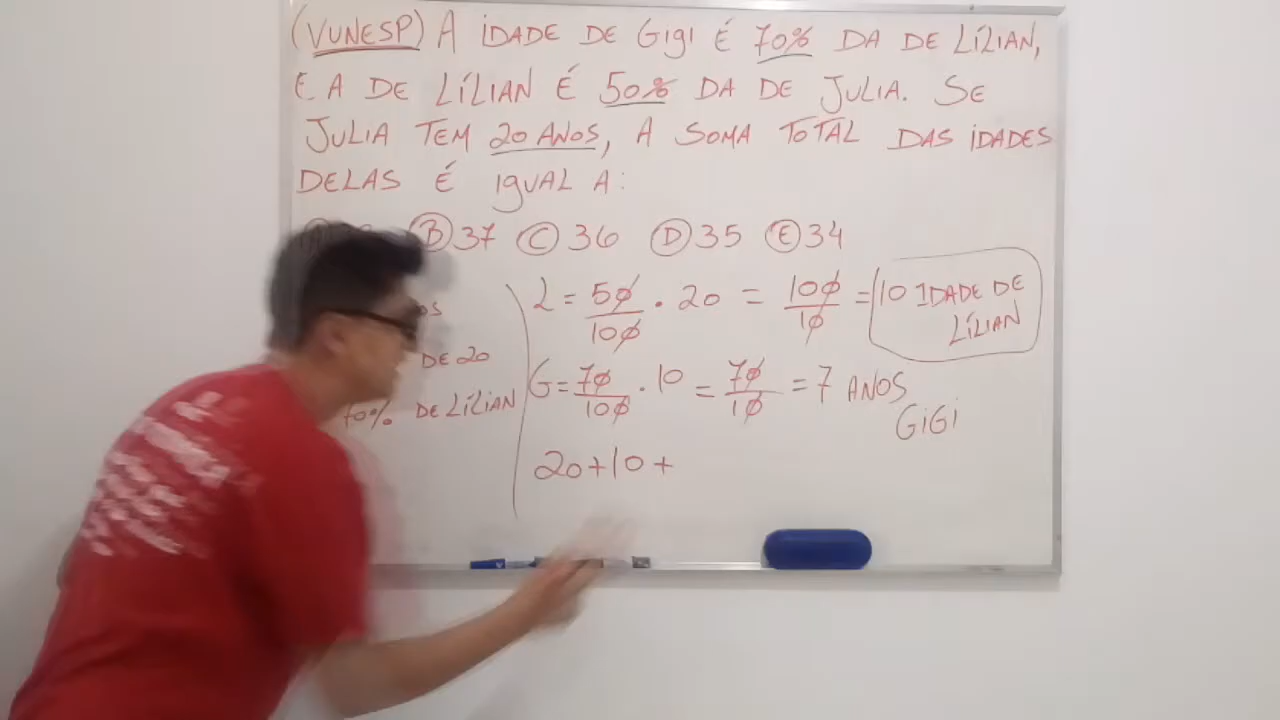 (VUNESP) A IDADE DE GIGI É 70% DA DE LÍLIAN,
E A DE LÍLIAN É 50% DA DE JULIA. SE
JULIA TEM 20 ANOS, A SOMA TOTAL DAS IDADES
DELAS É IGUAL A:
B 37 C 36 D 35 E 34
L = 50/100 . 20 = 100/10 = 10 IDADE DE
LÍLIAN
DE 20
70% DE LÍLIAN
G = 70/100 . 10 = 70/10 = 7 ANOS
GIGI
20+10+